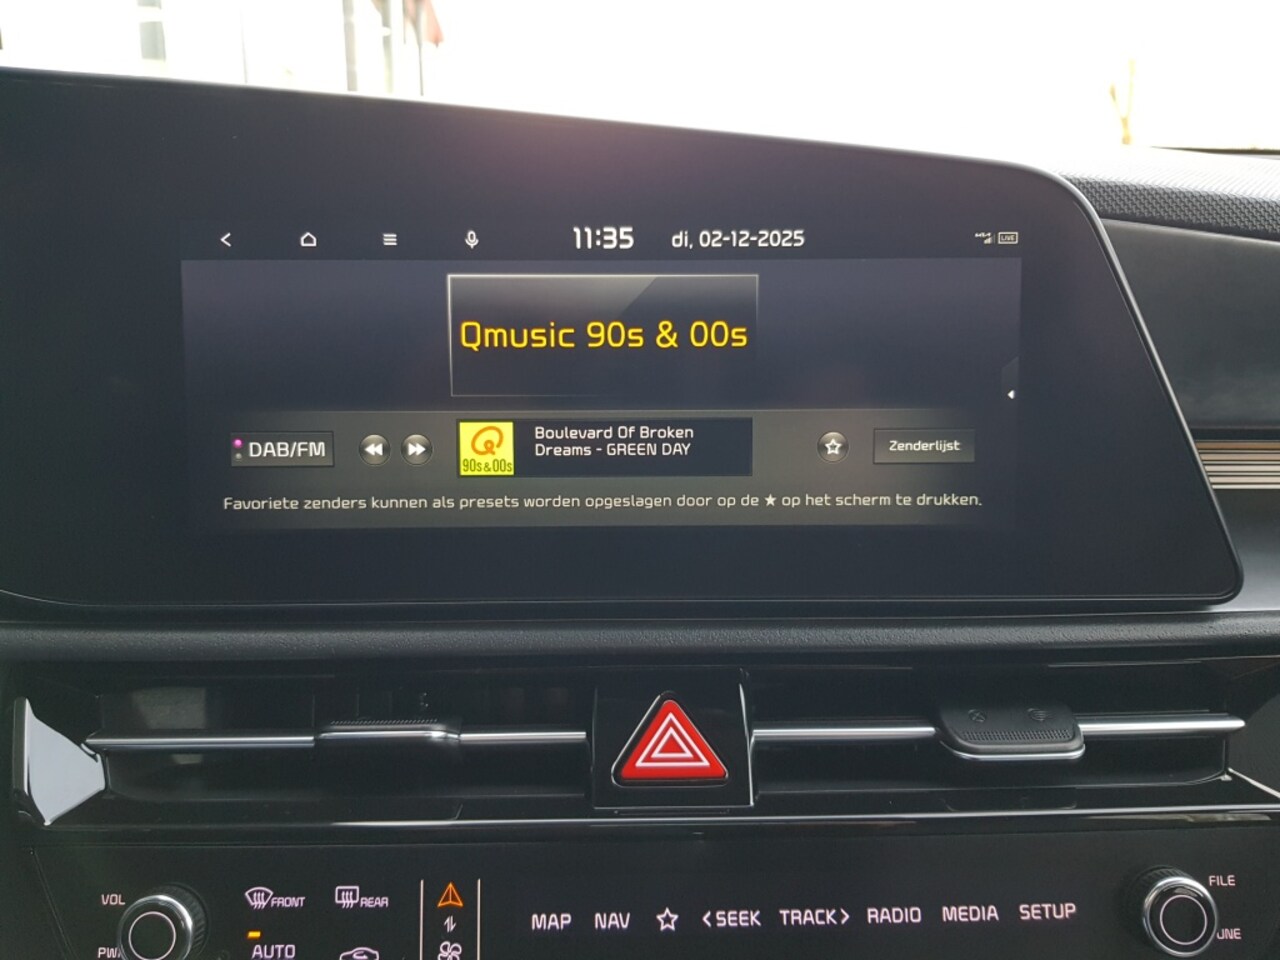 11:35 di, 02-12-2025
LIVE
Qmusic 90s & 00s
DAB/FM
90s&00s
Boulevard Of Broken
Dreams - GREEN DAY
Zenderlijst
Favoriete zenders kunnen als presets worden opgeslagen door op de ★ op het scherm te drukken.
VOL
FRONT
REAR
AUTO
MAP NAV ☆ <SEEK TRACK> RADIO MEDIA SETUP
FILE